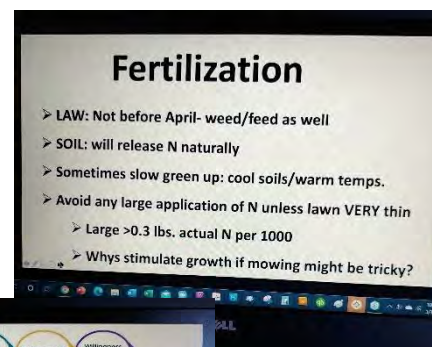 Fertilization
➢ LAW: Not before April- weed/feed as well
➢ SOIL: will release N naturally
➢ Sometimes slow green up: cool soils/warm temps.
➢ Avoid any large application of N unless lawn VERY thin
➢ Large >0.3 lbs. actual N per 1000
➢ Whys stimulate growth if mowing might be tricky?
DELL
Willingness